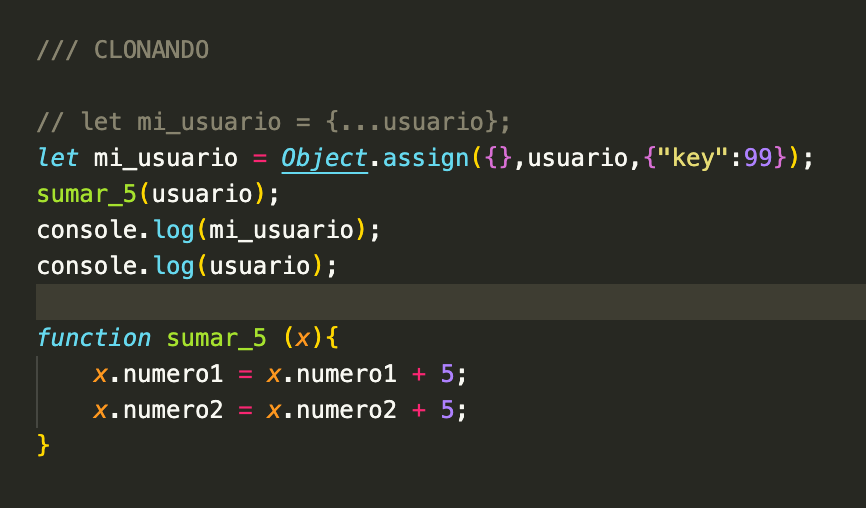 /// CLONANDO
// let mi_usuario = {...usuario};
let mi_usuario = Object.assign({},usuario,{"key":99});
sumar_5(usuario);
console.log(mi_usuario);
console.log(usuario);
function sumar_5 (x){
x.numero1 = x.numero1 + 5;
x.numero2 = x.numero2 + 5;
}